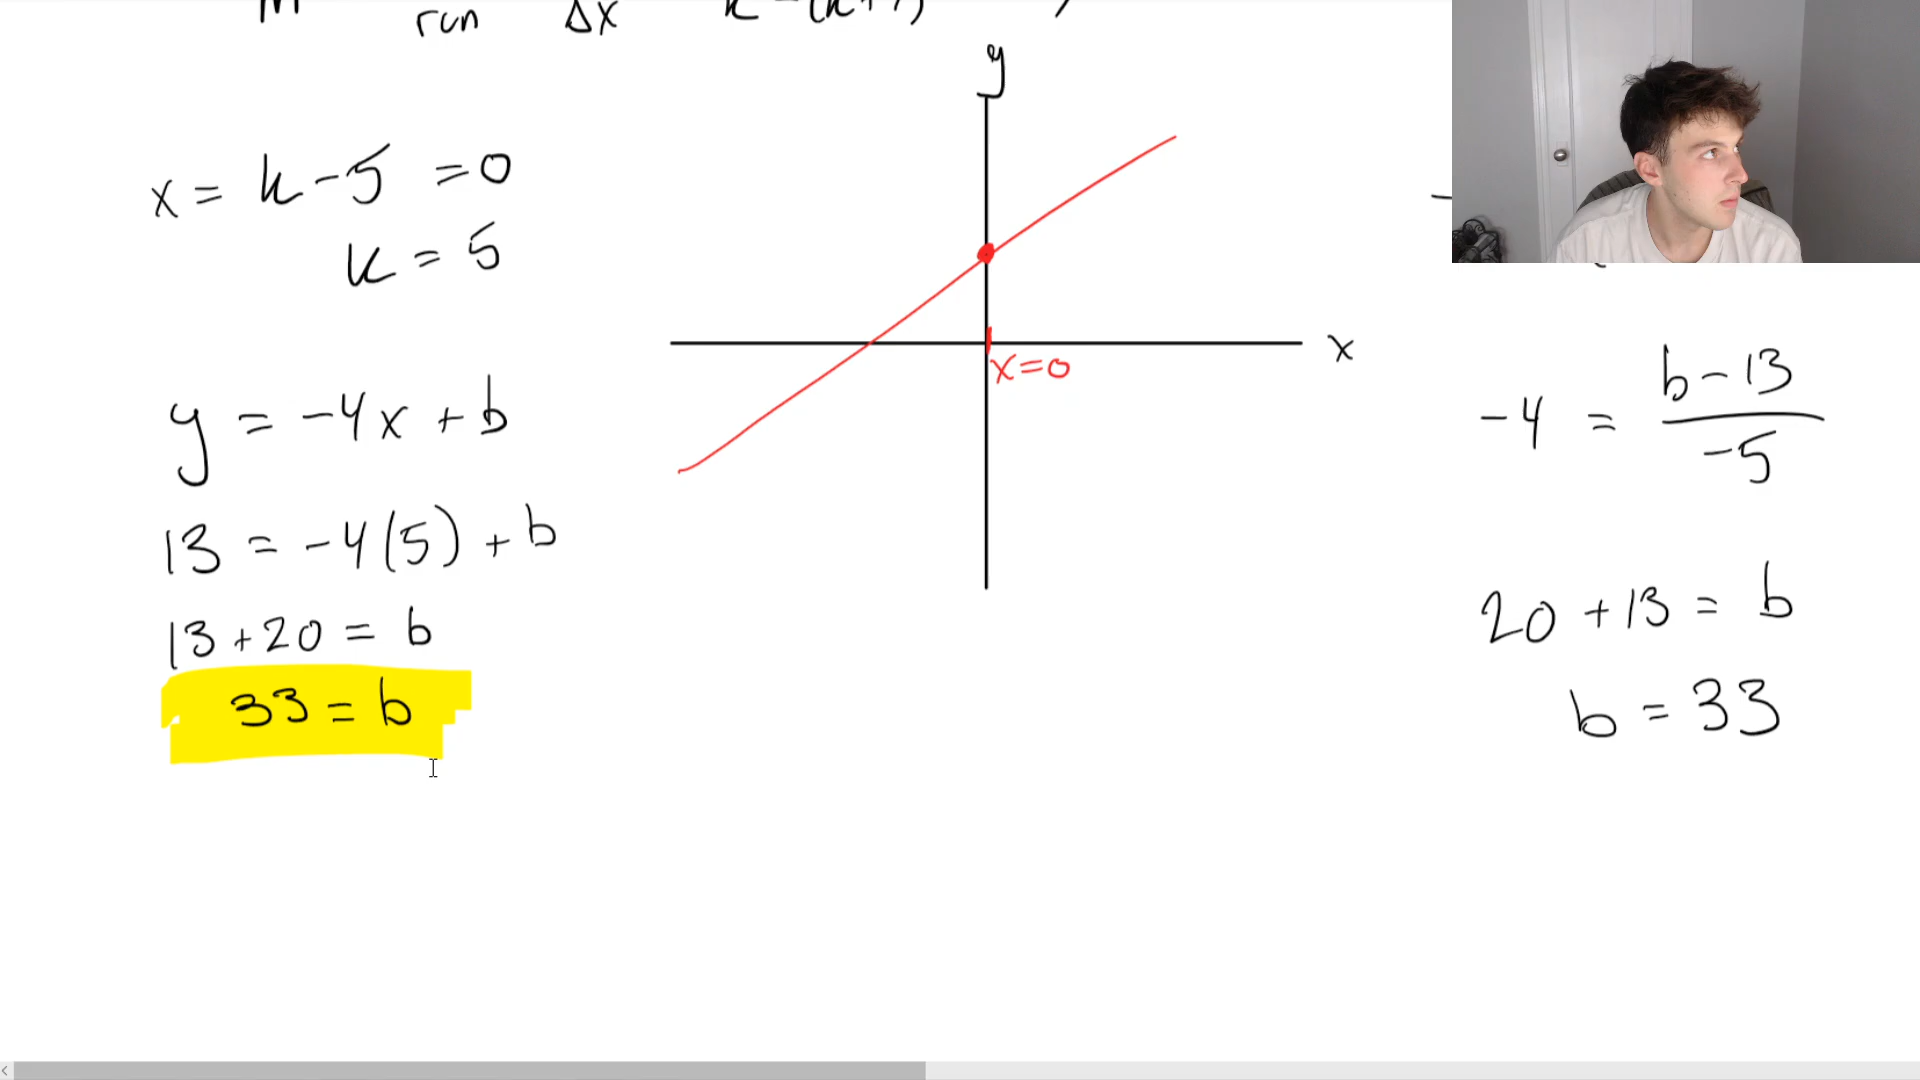 run Δx k-(k+
y
x = k-5 =0
k = 5
x
x=0
y = -4x + b
13 = -4(5) + b
13+20 = b
33 = b
-4 = b-13
-5
20 +13 = b
b = 33